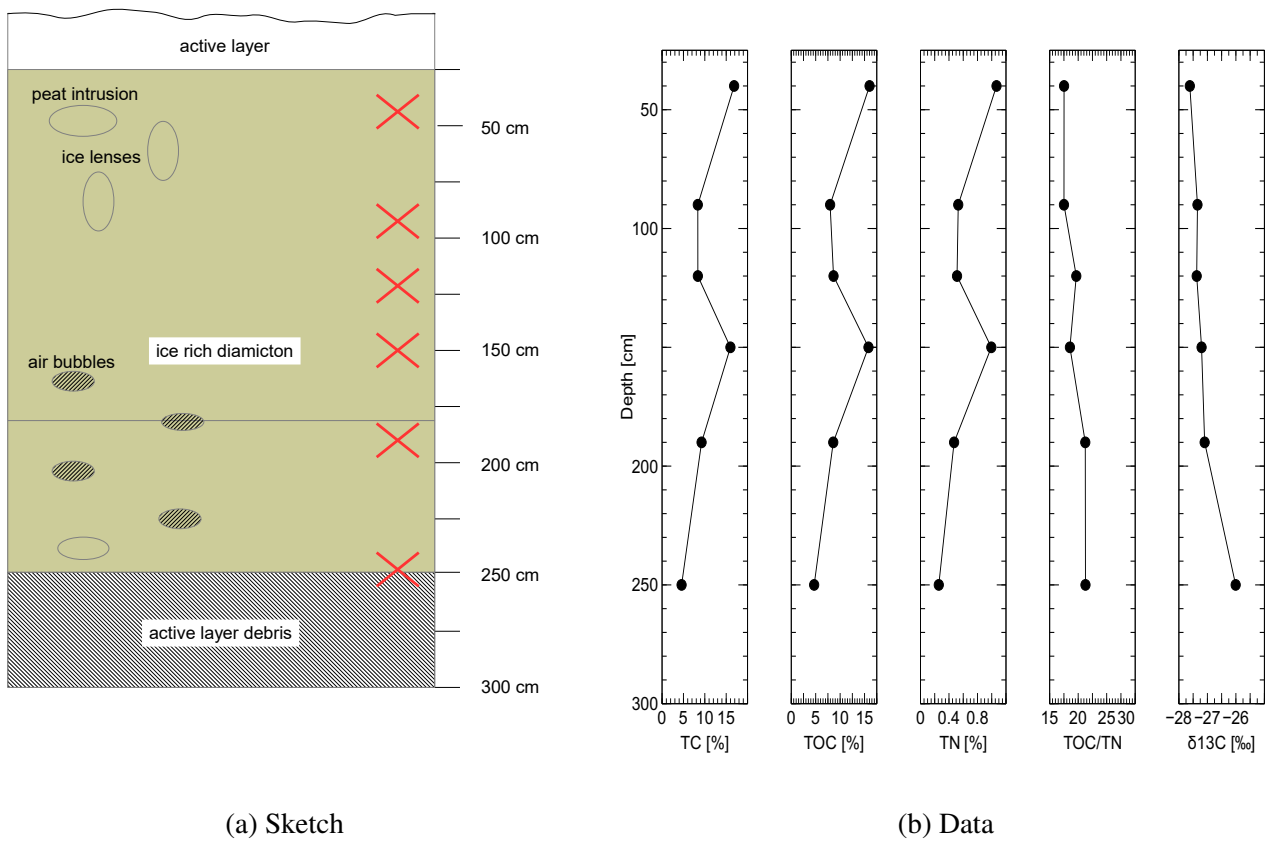 active layer
peat intrusion
50 cm
ice lenses
100 cm
ice rich diamicton
150 cm
air bubbles
200 cm
250 cm
active layer debris
300 cm
(a) Sketch
Depth [cm]
50
100
150
200
250
300
0 5 10 15
TC [%]
0 5 10 15
TOC [%]
0 0.4 0.8
TN [%]
15 20 25 30
TOC/TN
−28 −27 −26
δ13C [‰]
(b) Data